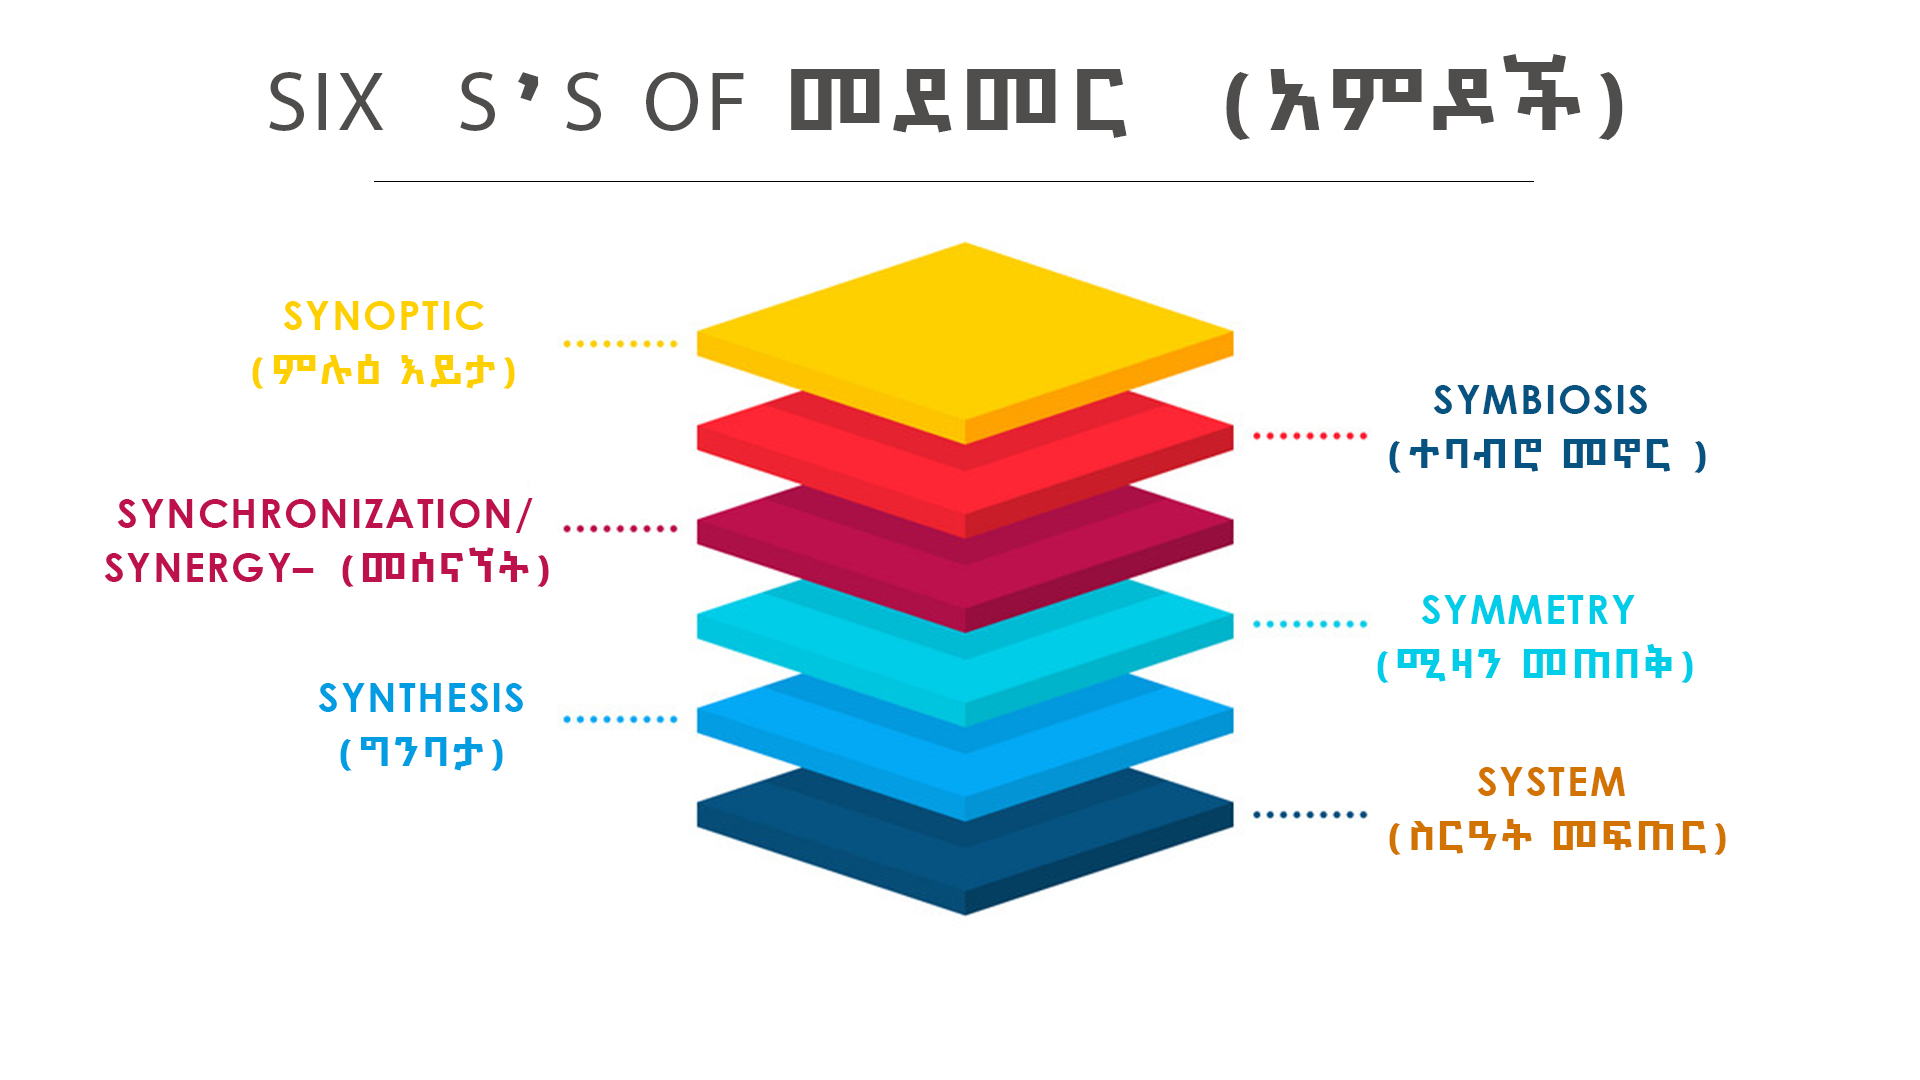 SIX S’S OF መደመር (አምዶች)
SYNOPTIC
(ምሉዕ እይታ)
SYMBIOSIS
(ተባብሮ መኖር )
SYNCHRONIZATION/
SYNERGY– (መሰናኘት)
SYMMETRY
(ሚዛን መጠበቅ)
SYNTHESIS
(ግንባታ)
SYSTEM
(ስርዓት መፍጠር)